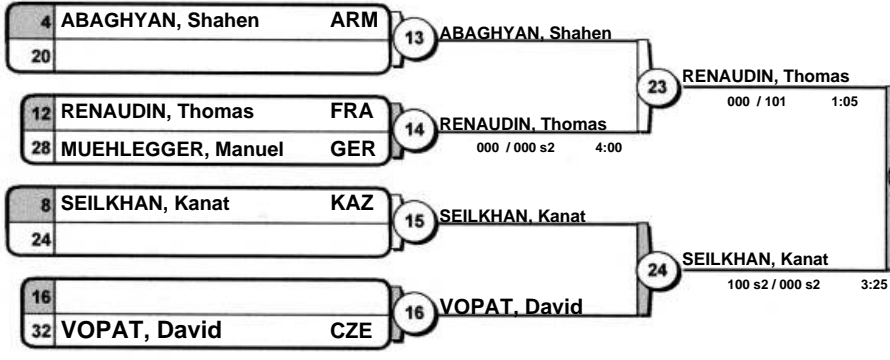 4 ABAGHYAN, Shahen ARM
20
13 ABAGHYAN, Shahen
12 RENAUDIN, Thomas FRA
28 MUEHLEGGER, Manuel GER
14 RENAUDIN, Thomas
000 / 000 s2 4:00
23 RENAUDIN, Thomas
000 / 101 1:05
8 SEILKHAN, Kanat KAZ
24
15 SEILKHAN, Kanat
16
32 VOPAT, David CZE
16 VOPAT, David
24 SEILKHAN, Kanat
100 s2 / 000 s2 3:25